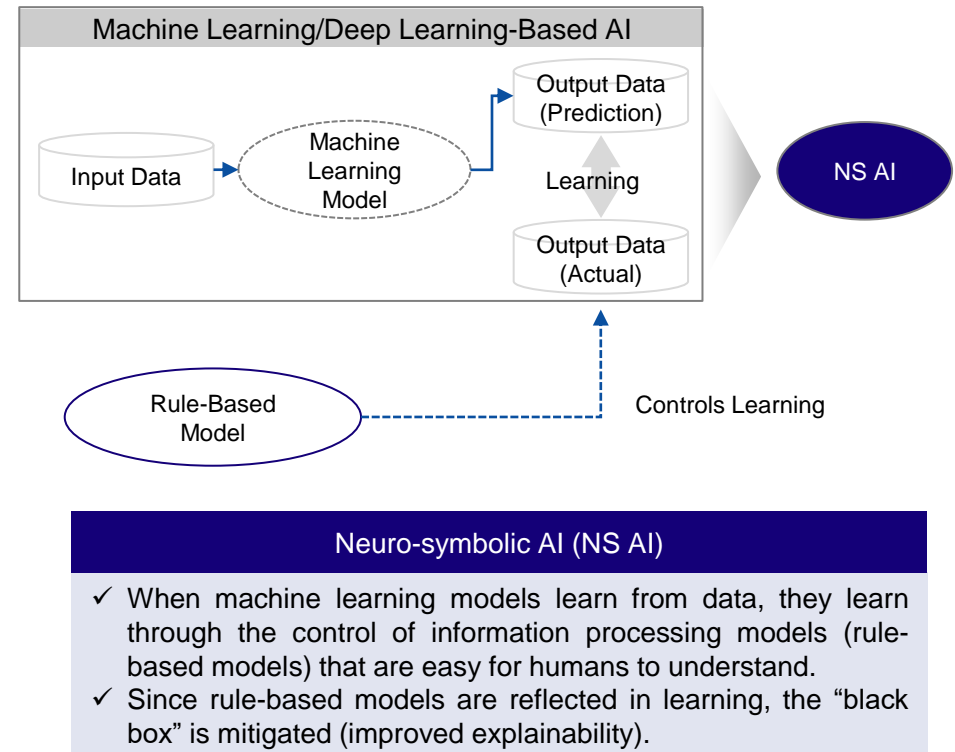 Machine Learning/Deep Learning-Based AI
Input Data
Machine
Learning
Model
Output Data
(Prediction)
Learning
Output Data
(Actual)
NS AI
Rule-Based
Model
Controls Learning
Neuro-symbolic AI (NS AI)
✓ When machine learning models learn from data, they learn
through the control of information processing models (rule-
based models) that are easy for humans to understand.
✓ Since rule-based models are reflected in learning, the “black
box” is mitigated (improved explainability).